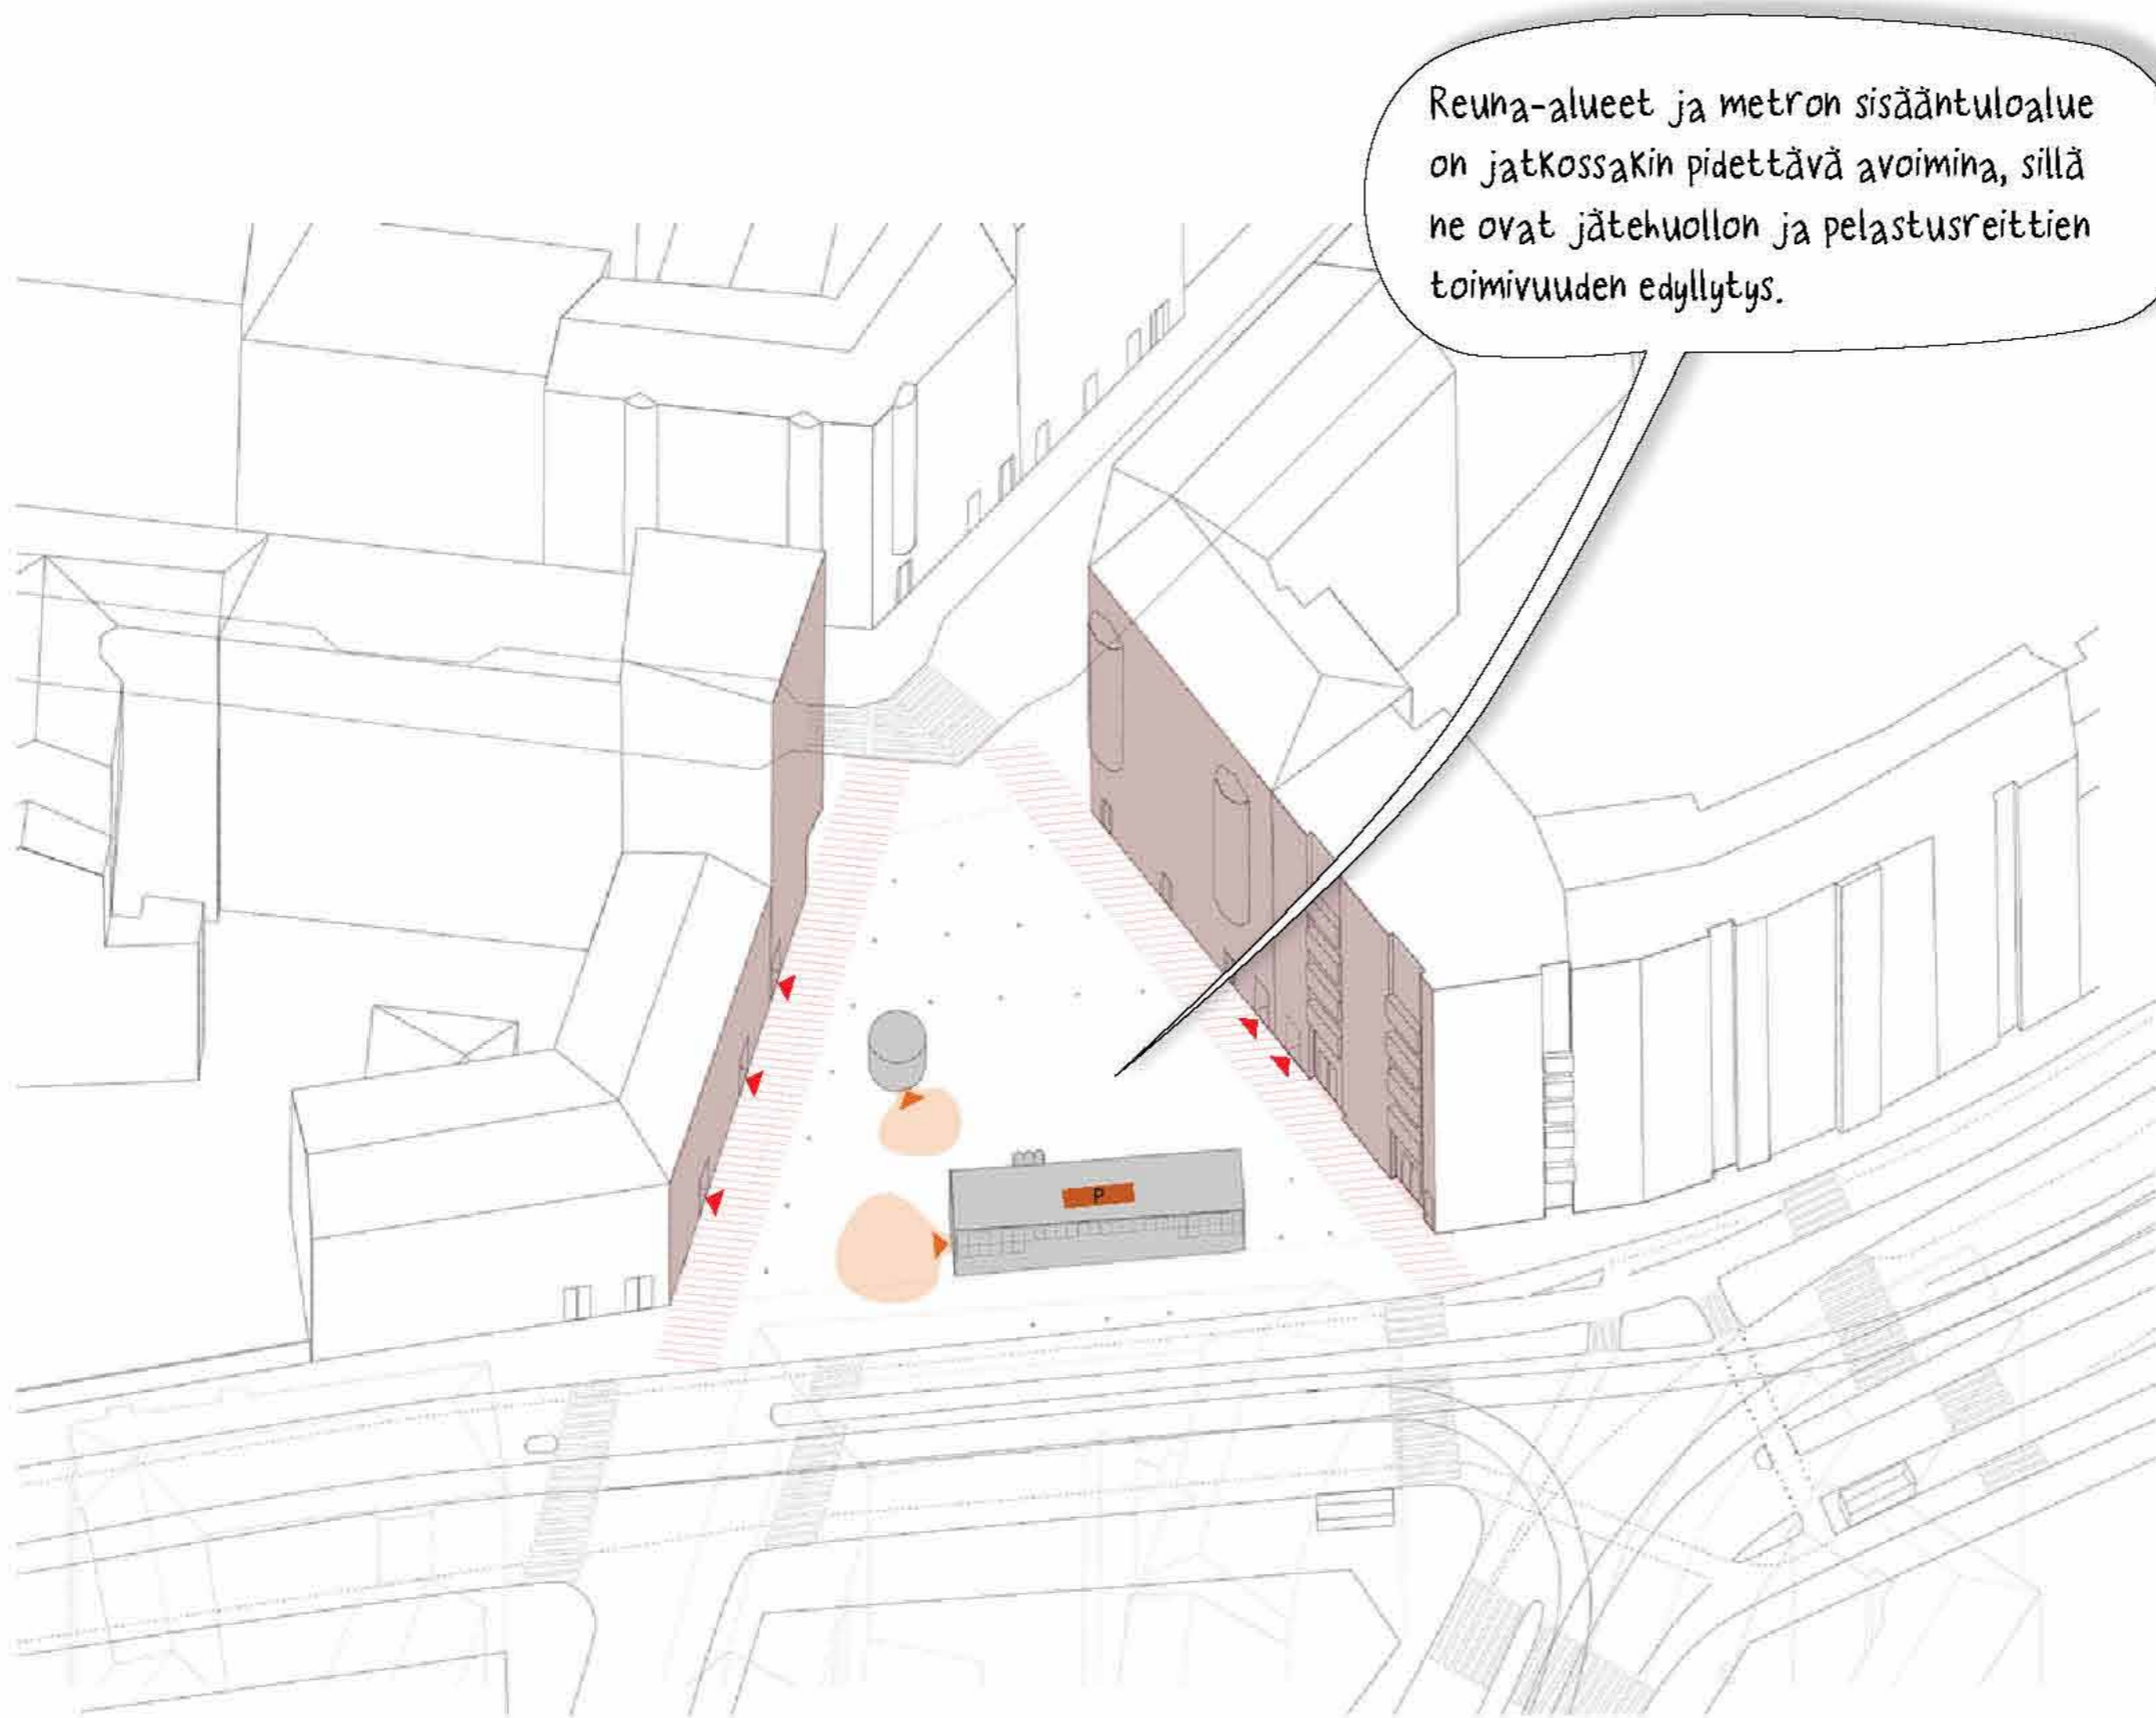 Reuna-alueet ja metron sisääntuloalue
on jatkossakin pidettävä avoimina, sillä
ne ovat jätehuollon ja pelastusreittien
toimivuuden edyllytys.
P